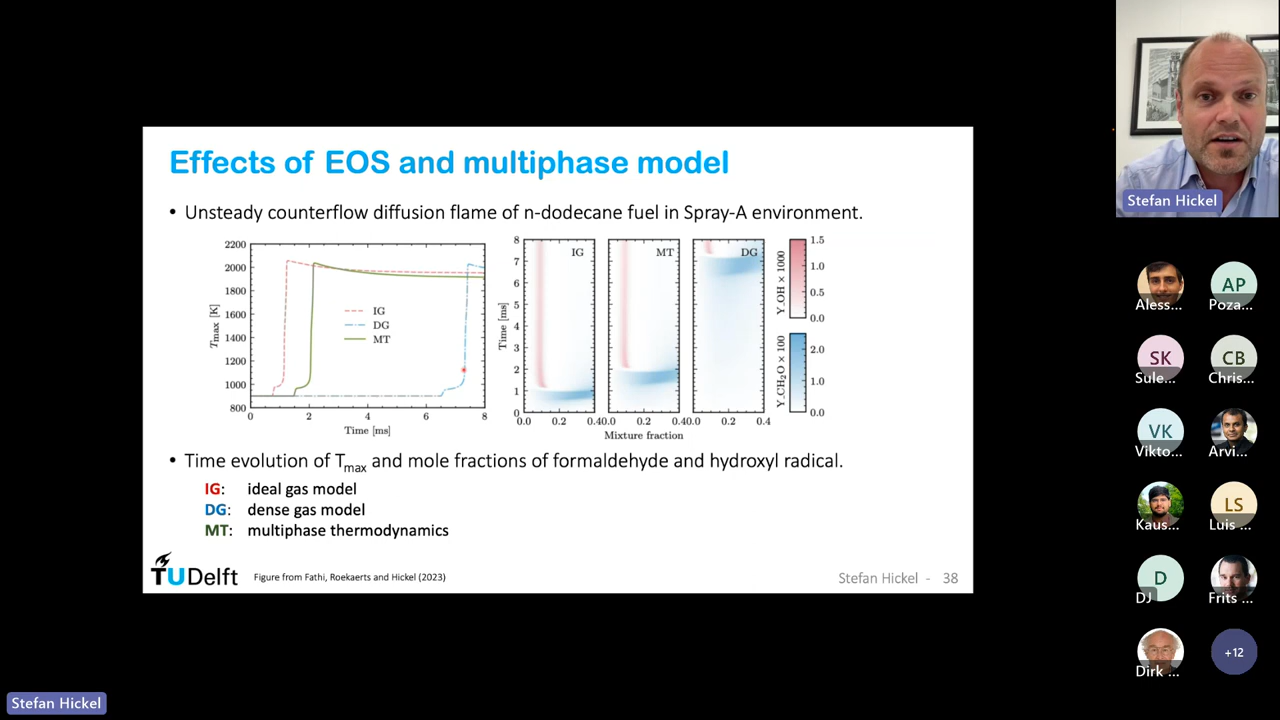 Effects of EOS and multiphase model
• Unsteady counterflow diffusion flame of n-dodecane fuel in Spray-A environment.
2200
2000
1800
1600
1400
1200
1000
800
0
2
4
6
8
Tmax [K]
Time [ms]
IG
DG
MT
8
7
6
5
4
3
2
1
0
Time [ms]
IG
MT
DG
0.0
0.2
0.4
0.0
0.2
0.4
0.0
0.2
0.4
Mixture fraction
Y_OH × 1000
1.5
1.0
0.5
0.0
Y_CH2O × 100
2.0
1.0
0.0
• Time evolution of Tmax and mole fractions of formaldehyde and hydroxyl radical.
IG: ideal gas model
DG: dense gas model
MT: multiphase thermodynamics
TUDelft
Figure from Fathi, Roekaerts and Hickel (2023)
Stefan Hickel - 38
Stefan Hickel
Aless...
AP
Poza...
SK
Sule...
CB
Chris...
VK
Vikto...
Arvi...
Kaus...
LS
Luis ...
D
DJ
Frits ...
Dirk ...
+12
Stefan Hickel